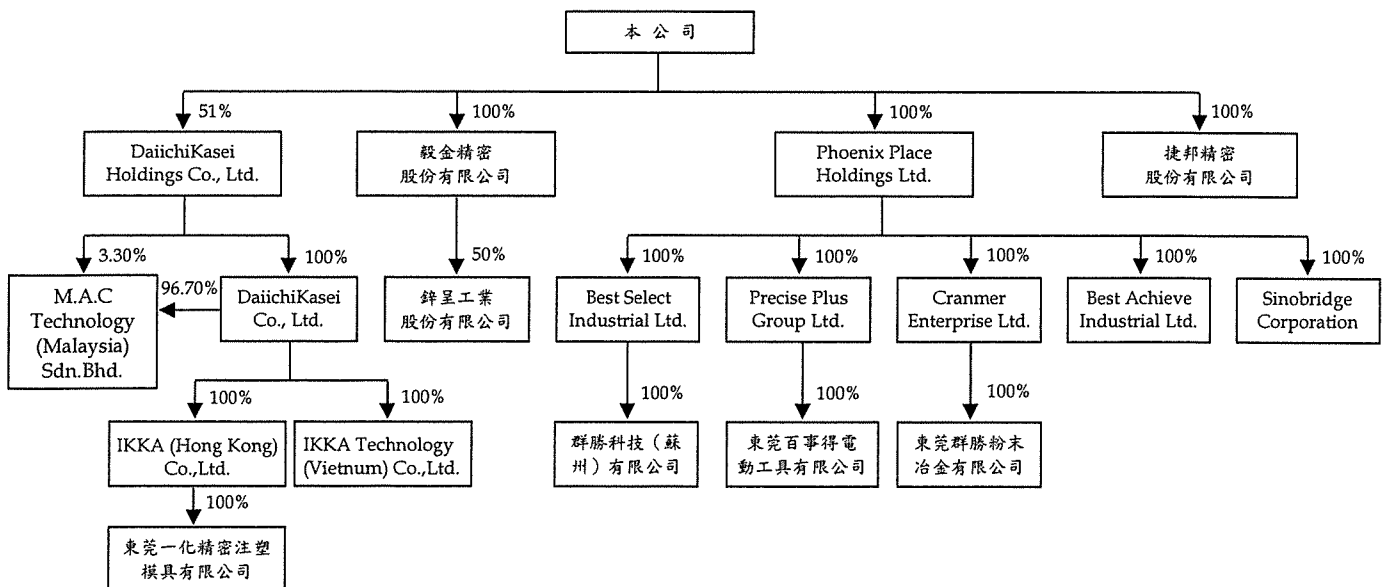 本公司
51%
100%
100%
100%
DaiichiKasei
Holdings Co., Ltd.
毅金精密
股份有限公司
Phoenix Place
Holdings Ltd.
捷邦精密
股份有限公司
3.30%
100%
50%
100%
100%
100%
100%
100%
M.A.C
Technology
(Malaysia)
Sdn.Bhd.
96.70%
DaiichiKasei
Co., Ltd.
鋅呈工業
股份有限公司
Best Select
Industrial Ltd.
Precise Plus
Group Ltd.
Cranmer
Enterprise Ltd.
Best Achieve
Industrial Ltd.
Sinobridge
Corporation
100%
100%
100%
100%
100%
IKKA (Hong Kong)
Co.,Ltd.
IKKA Technology
(Vietnum) Co.,Ltd.
群勝科技（蘇
州）有限公司
東莞百事得電
動工具有限公司
東莞群勝粉末
冶金有限公司
100%
東莞一化精密注塑
模具有限公司